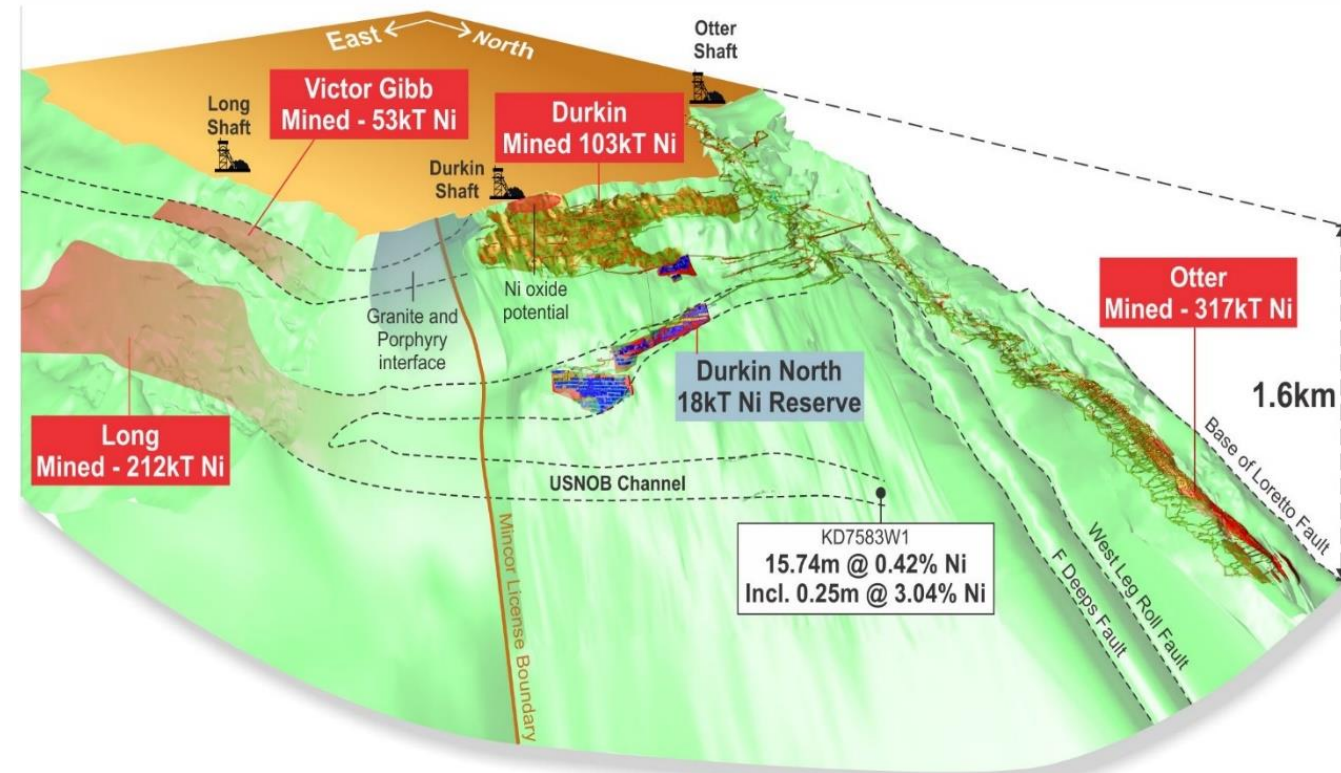 East
North
Otter
Shaft
Victor Gibb
Mined - 53kT Ni
Long
Shaft
Durkin
Mined 103kT Ni
Durkin
Shaft
Ni oxide
potential
Granite and
Porphyry
interface
Otter
Mined - 317kT Ni
1.6km
Durkin North
18kT Ni Reserve
Long
Mined - 212kT Ni
USNOB Channel
KD7583W1
15.74m @ 0.42% Ni
Incl. 0.25m @ 3.04% Ni
Mincor License Boundary
F Deeps Fault
West Leg Roll Fault
Base of Loretto Fault